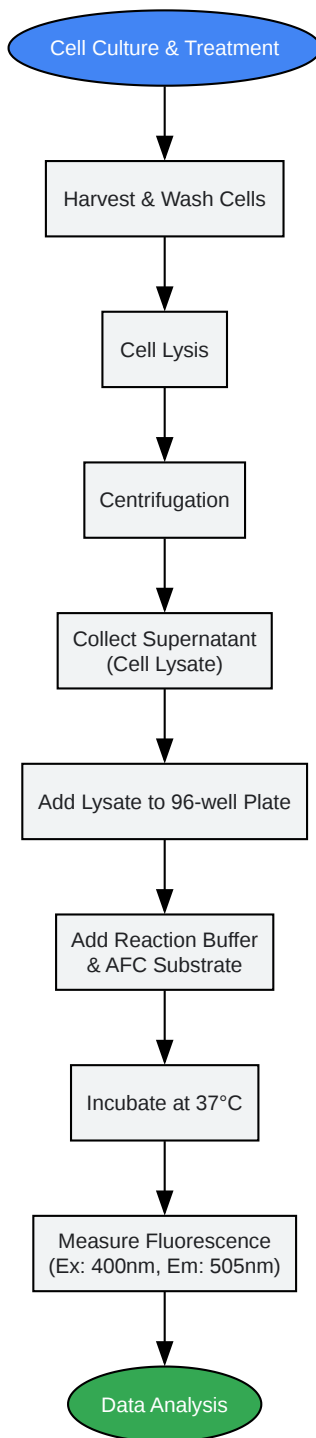 Cell Culture & Treatment
Harvest & Wash Cells
Cell Lysis
Centrifugation
Collect Supernatant
(Cell Lysate)
Add Lysate to 96-well Plate
Add Reaction Buffer
& AFC Substrate
Incubate at 37°C
Measure Fluorescence
(Ex: 400nm, Em: 505nm)
Data Analysis